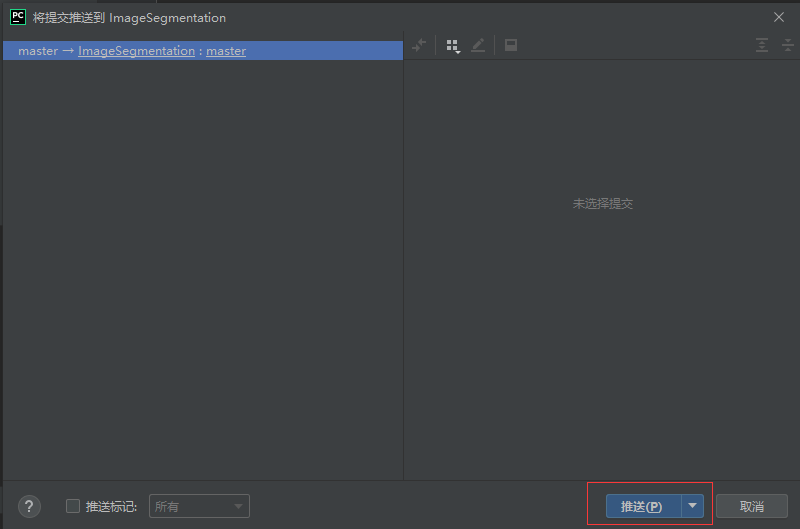 PC 将提交推送到 ImageSegmentation
master → ImageSegmentation : master
未选择提交
? 推送标记: 所有 推送(P) 取消